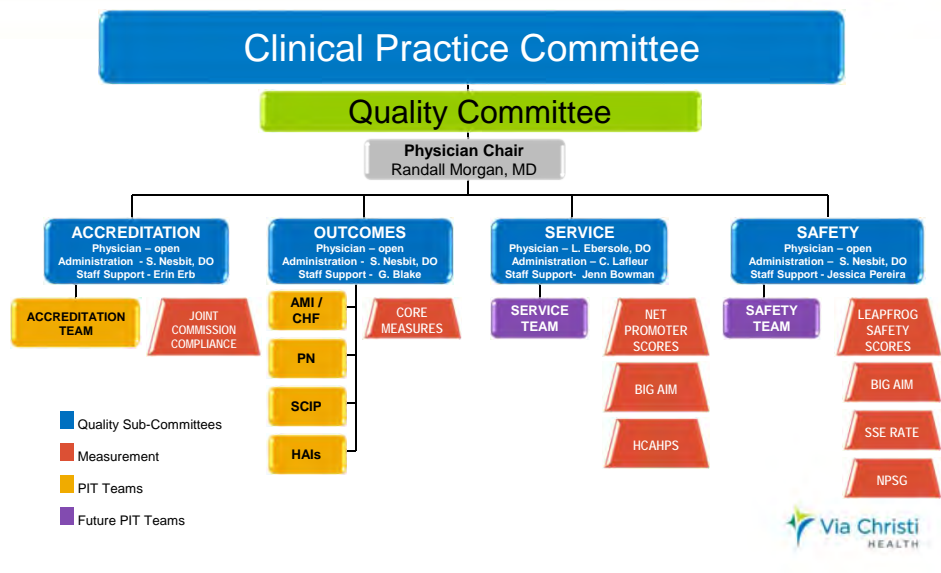 Clinical Practice Committee
Quality Committee
Physician Chair
Randall Morgan, MD
ACCREDITATION
Physician – open
Administration - S. Nesbit, DO
Staff Support - Erin Erb
OUTCOMES
Physician – open
Administration - S. Nesbit, DO
Staff Support - G. Blake
SERVICE
Physician – L. Ebersole, DO
Administration – C. Lafleur
Staff Support- Jenn Bowman
SAFETY
Physician – open
Administration – S. Nesbit, DO
Staff Support - Jessica Pereira
ACCREDITATION
TEAM
JOINT
COMMISSION
COMPLIANCE
AMI /
CHF
PN
SCIP
HAIs
CORE
MEASURES
SERVICE
TEAM
NET
PROMOTER
SCORES
BIG AIM
HCAHPS
SAFETY
TEAM
LEAPFROG
SAFETY
SCORES
BIG AIM
SSE RATE
NPSG
Quality Sub-Committees
Measurement
PIT Teams
Future PIT Teams
Via Christi
HEALTH